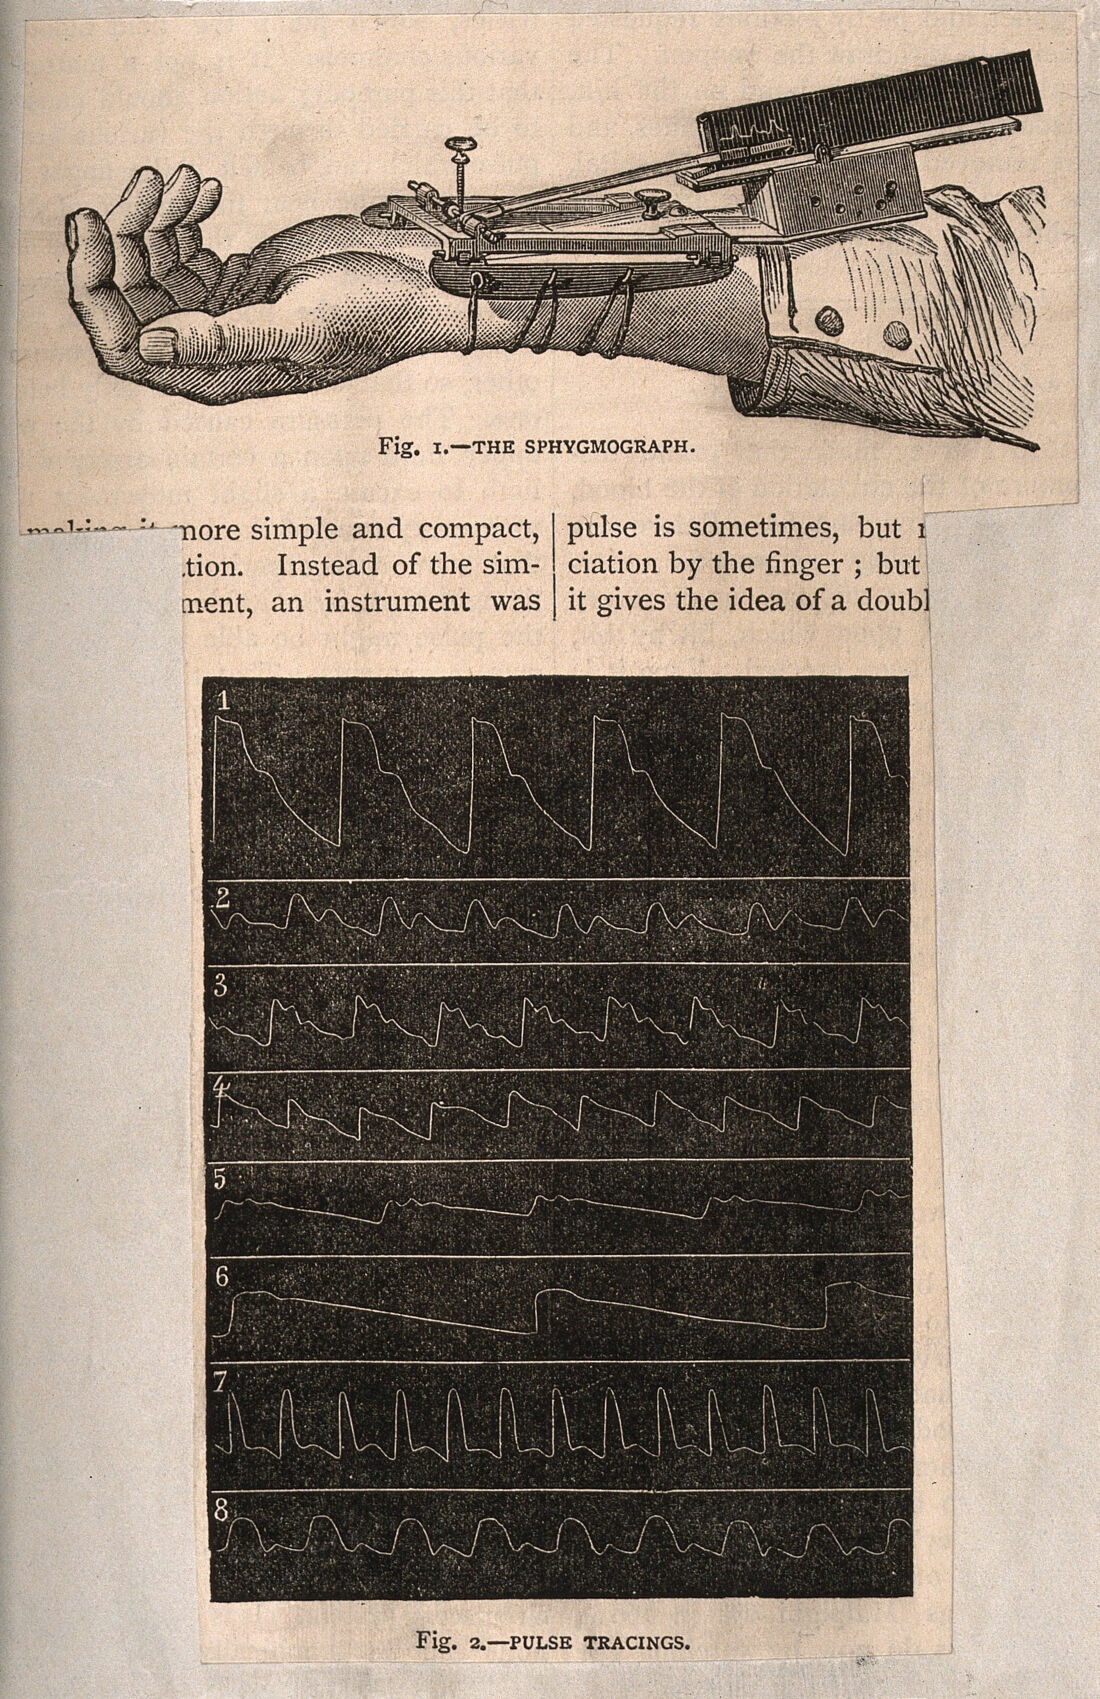 Fig. 1.—THE SPHYGMOGRAPH.
making it more simple and compact,
tion. Instead of the sim-
ment, an instrument was
pulse is sometimes, but
ciation by the finger ; but
it gives the idea of a
1
2
3
4
5
6
7
8
Fig. 2.—PULSE TRACINGS.